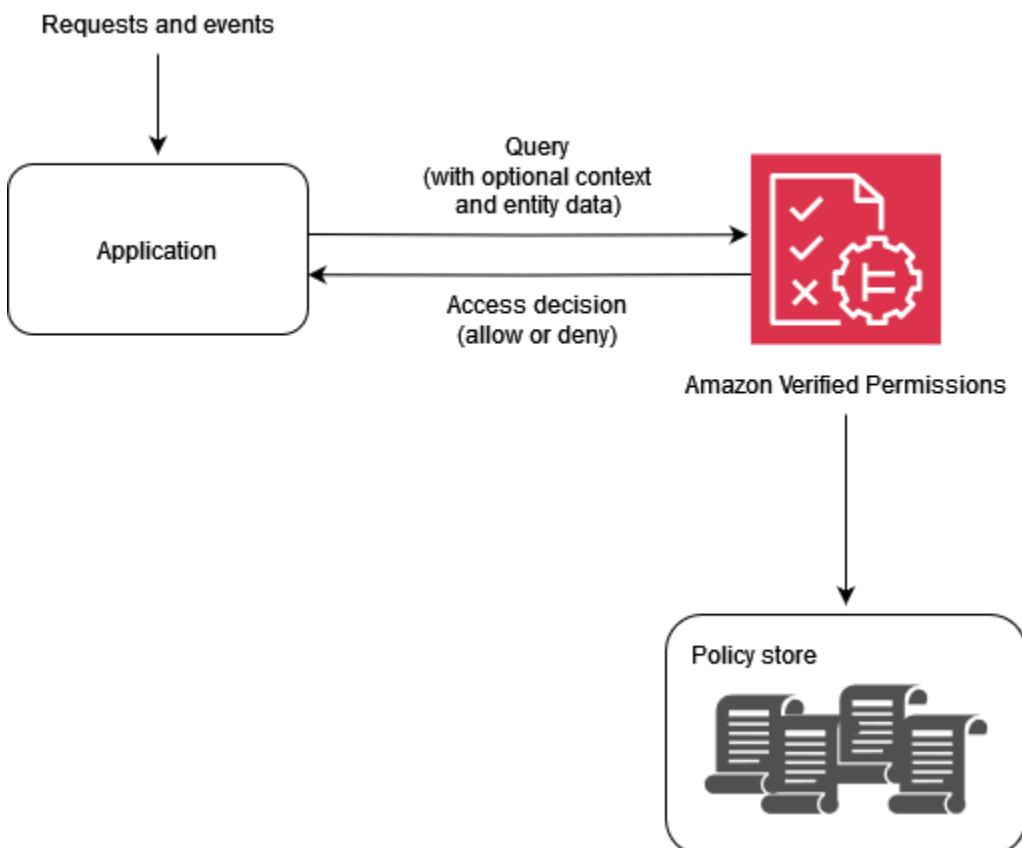 Requests and events
Query
(with optional context
and entity data)
Application
Access decision
(allow or deny)
Amazon Verified Permissions
Policy store